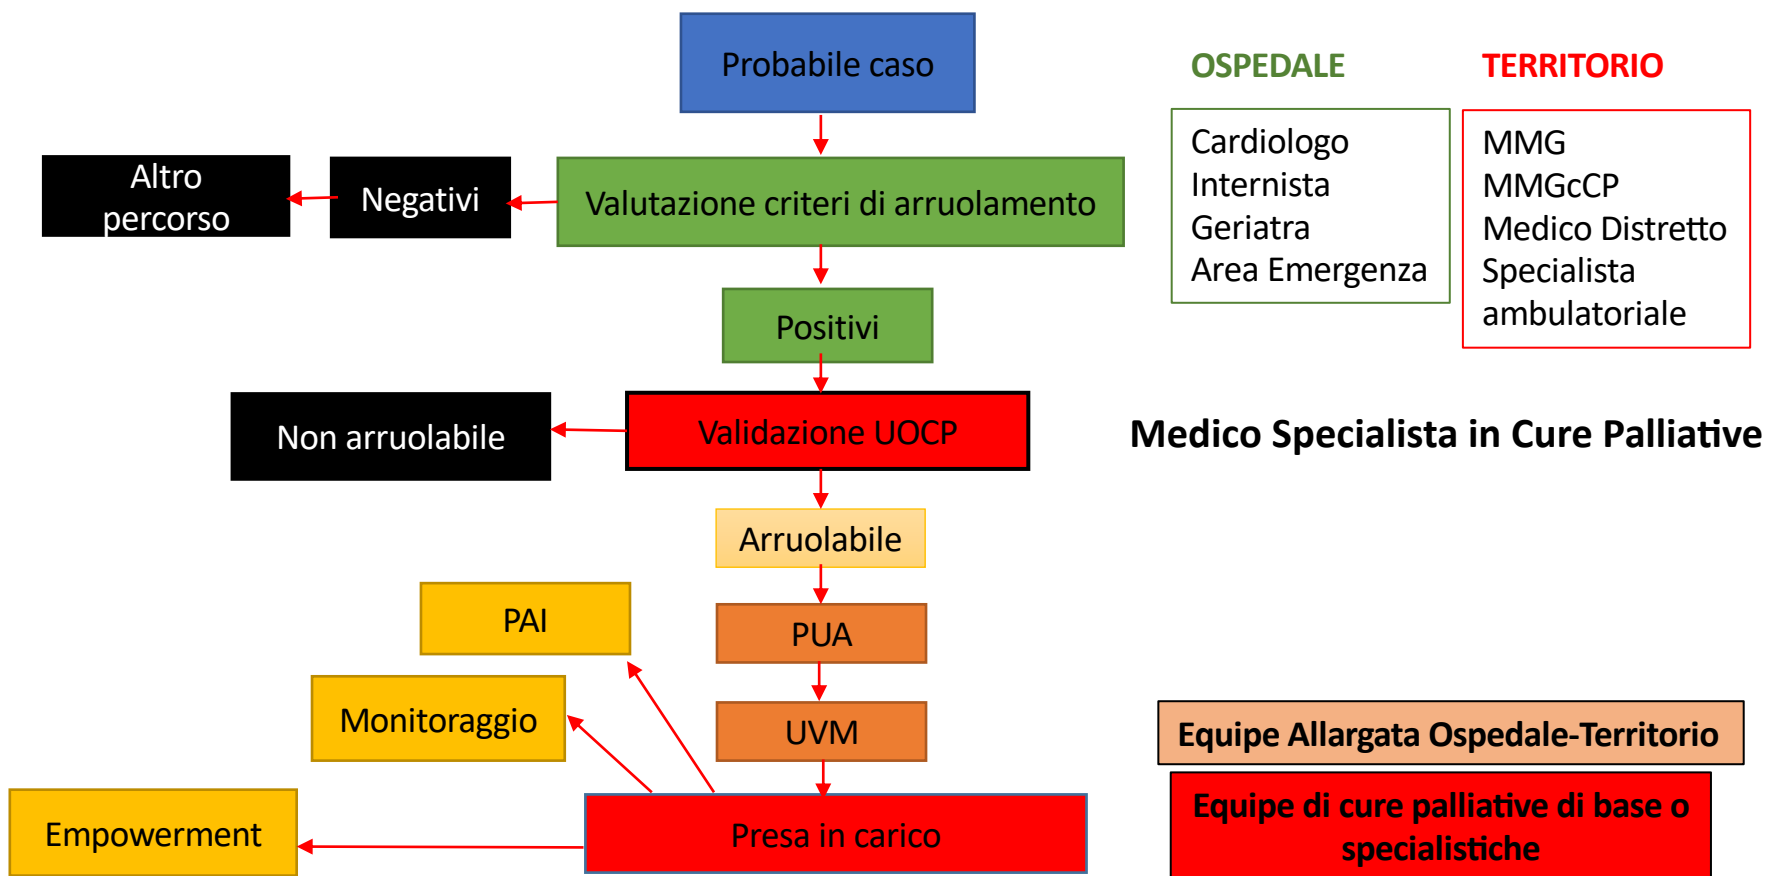 Probabile caso
OSPEDALE
TERRITORIO
Cardiologo
Internista
Geriatra
Area Emergenza
MMG
MMGcCP
Medico Distretto
Specialista
ambulatoriale
Altro
percorso
Negativi
Valutazione criteri di arruolamento
Positivi
Non arruolabile
Validazione UOCP
Medico Specialista in Cure Palliative
Arruolabile
PAI
PUA
Monitoraggio
UVM
Equipe Allargata Ospedale-Territorio
Empowerment
Presa in carico
Equipe di cure palliative di base o
specialistiche